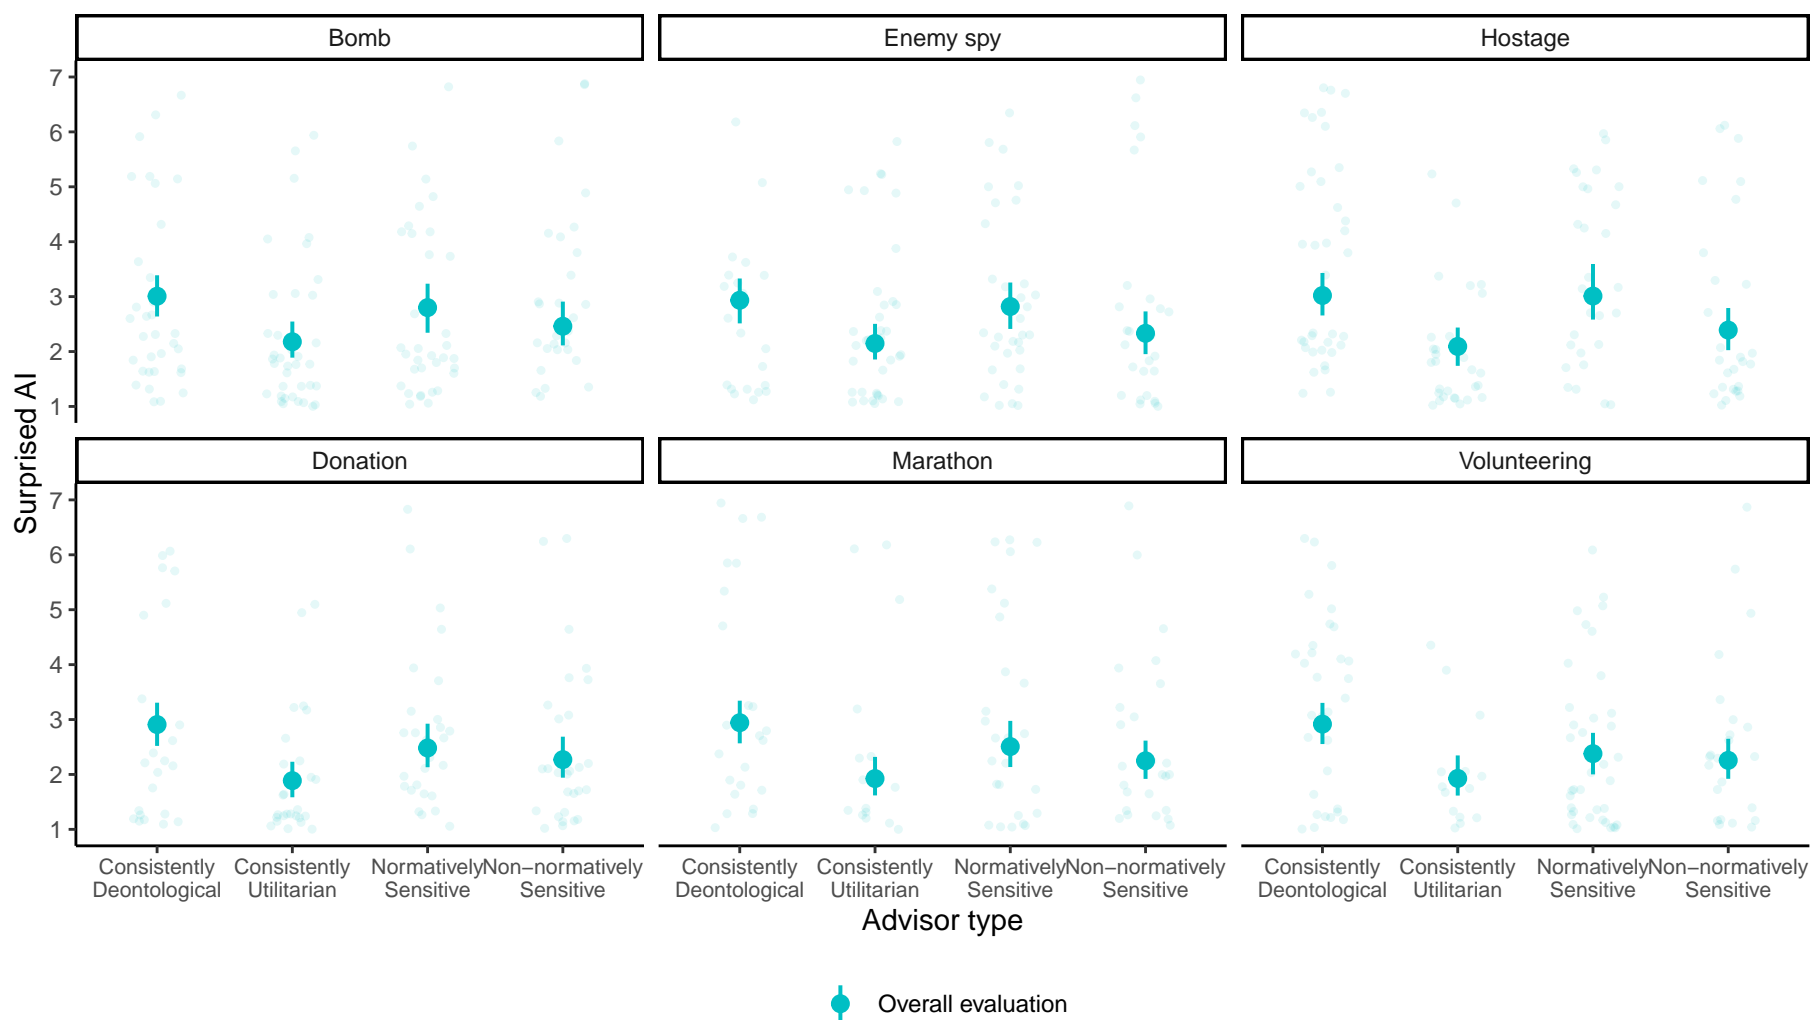 Bomb
Enemy spy
Hostage
7
6
5
4
3
2
1
Donation
Marathon
Volunteering
7
6
5
4
3
2
1
Surprised AI
Consistently Deontological
Consistently Utilitarian
Normatively Sensitive
Non−normatively Sensitive
Consistently Deontological
Consistently Utilitarian
Normatively Sensitive
Non−normatively Sensitive
Consistently Deontological
Consistently Utilitarian
Normatively Sensitive
Non−normatively Sensitive
Advisor type
Overall evaluation